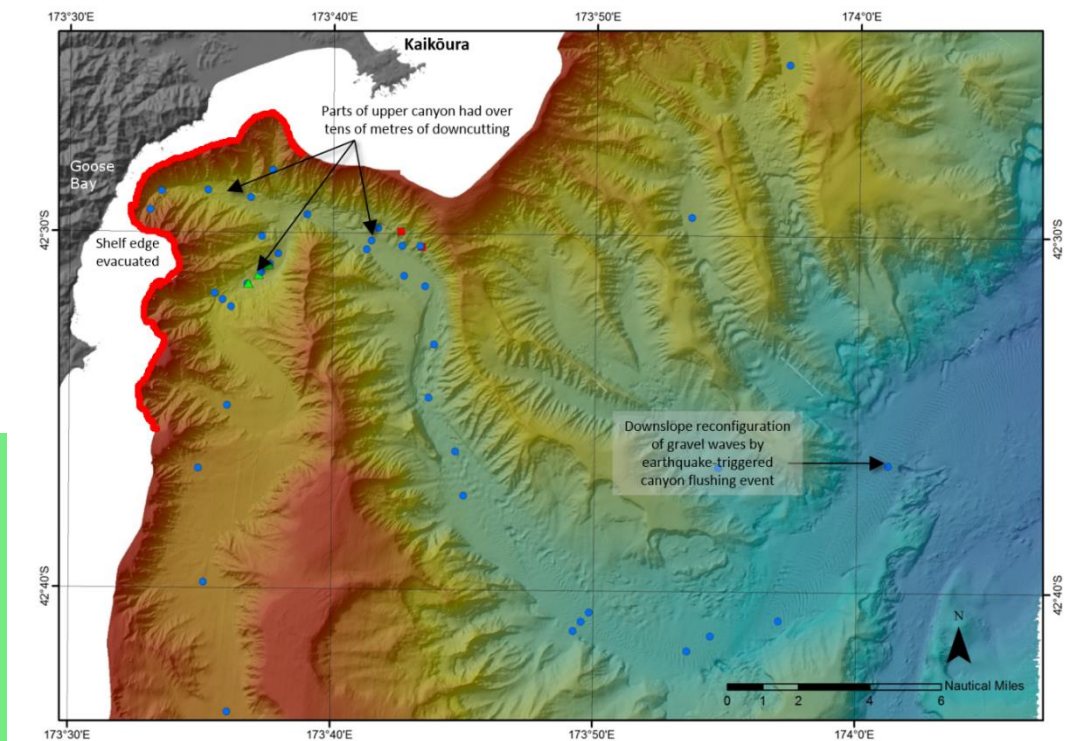 173°30'E
173°40'E
173°50'E
174°0'E
Kaikōura
Parts of upper canyon had over
tens of metres of downcutting
Goose
Bay
42°30'S
42°30'S
Shelf edge
evacuated
Downslope reconfiguration
of gravel waves by
earthquake-triggered
canyon flushing event
42°40'S
42°40'S
N
Nautical Miles
0 1 2 4 6
173°30'E
173°40'E
173°50'E
174°0'E